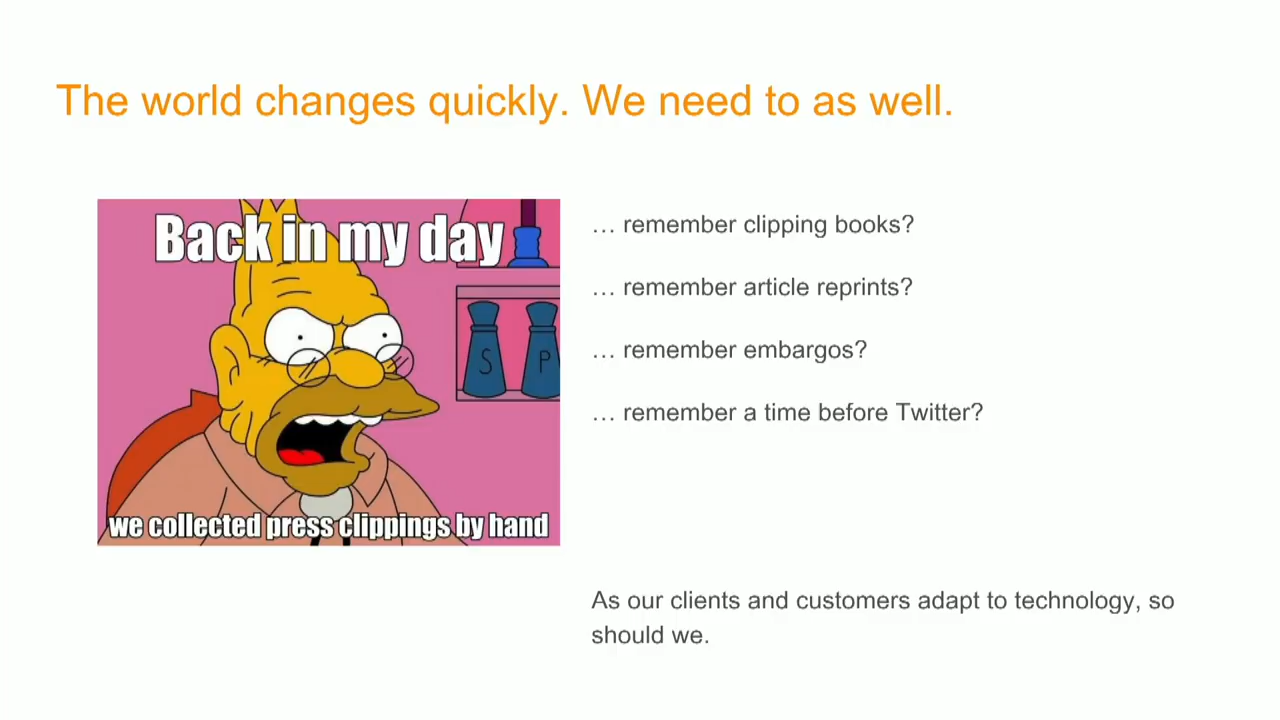 The world changes quickly. We need to as well.
Back in my day
S P
we collected press clippings by hand
… remember clipping books?
… remember article reprints?
… remember embargos?
… remember a time before Twitter?
As our clients and customers adapt to technology, so
should we.